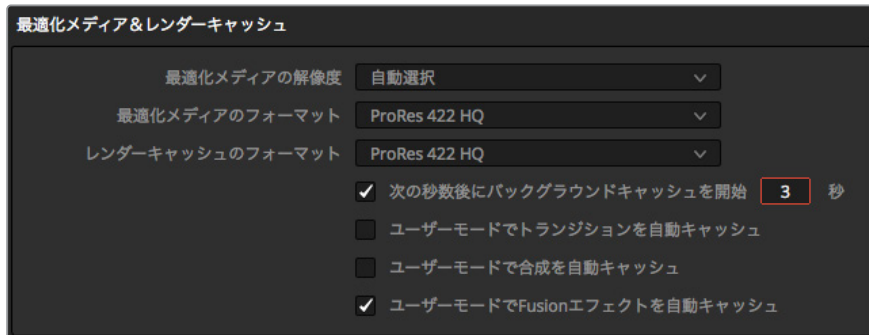 最適化メディア＆レンダーキャッシュ
最適化メディアの解像度 自動選択
最適化メディアのフォーマット ProRes 422 HQ
レンダーキャッシュのフォーマット ProRes 422 HQ
次の秒数後にバックグラウンドキャッシュを開始 3 秒
ユーザーモードでトランジションを自動キャッシュ
ユーザーモードで合成を自動キャッシュ
ユーザーモードでFusionエフェクトを自動キャッシュ